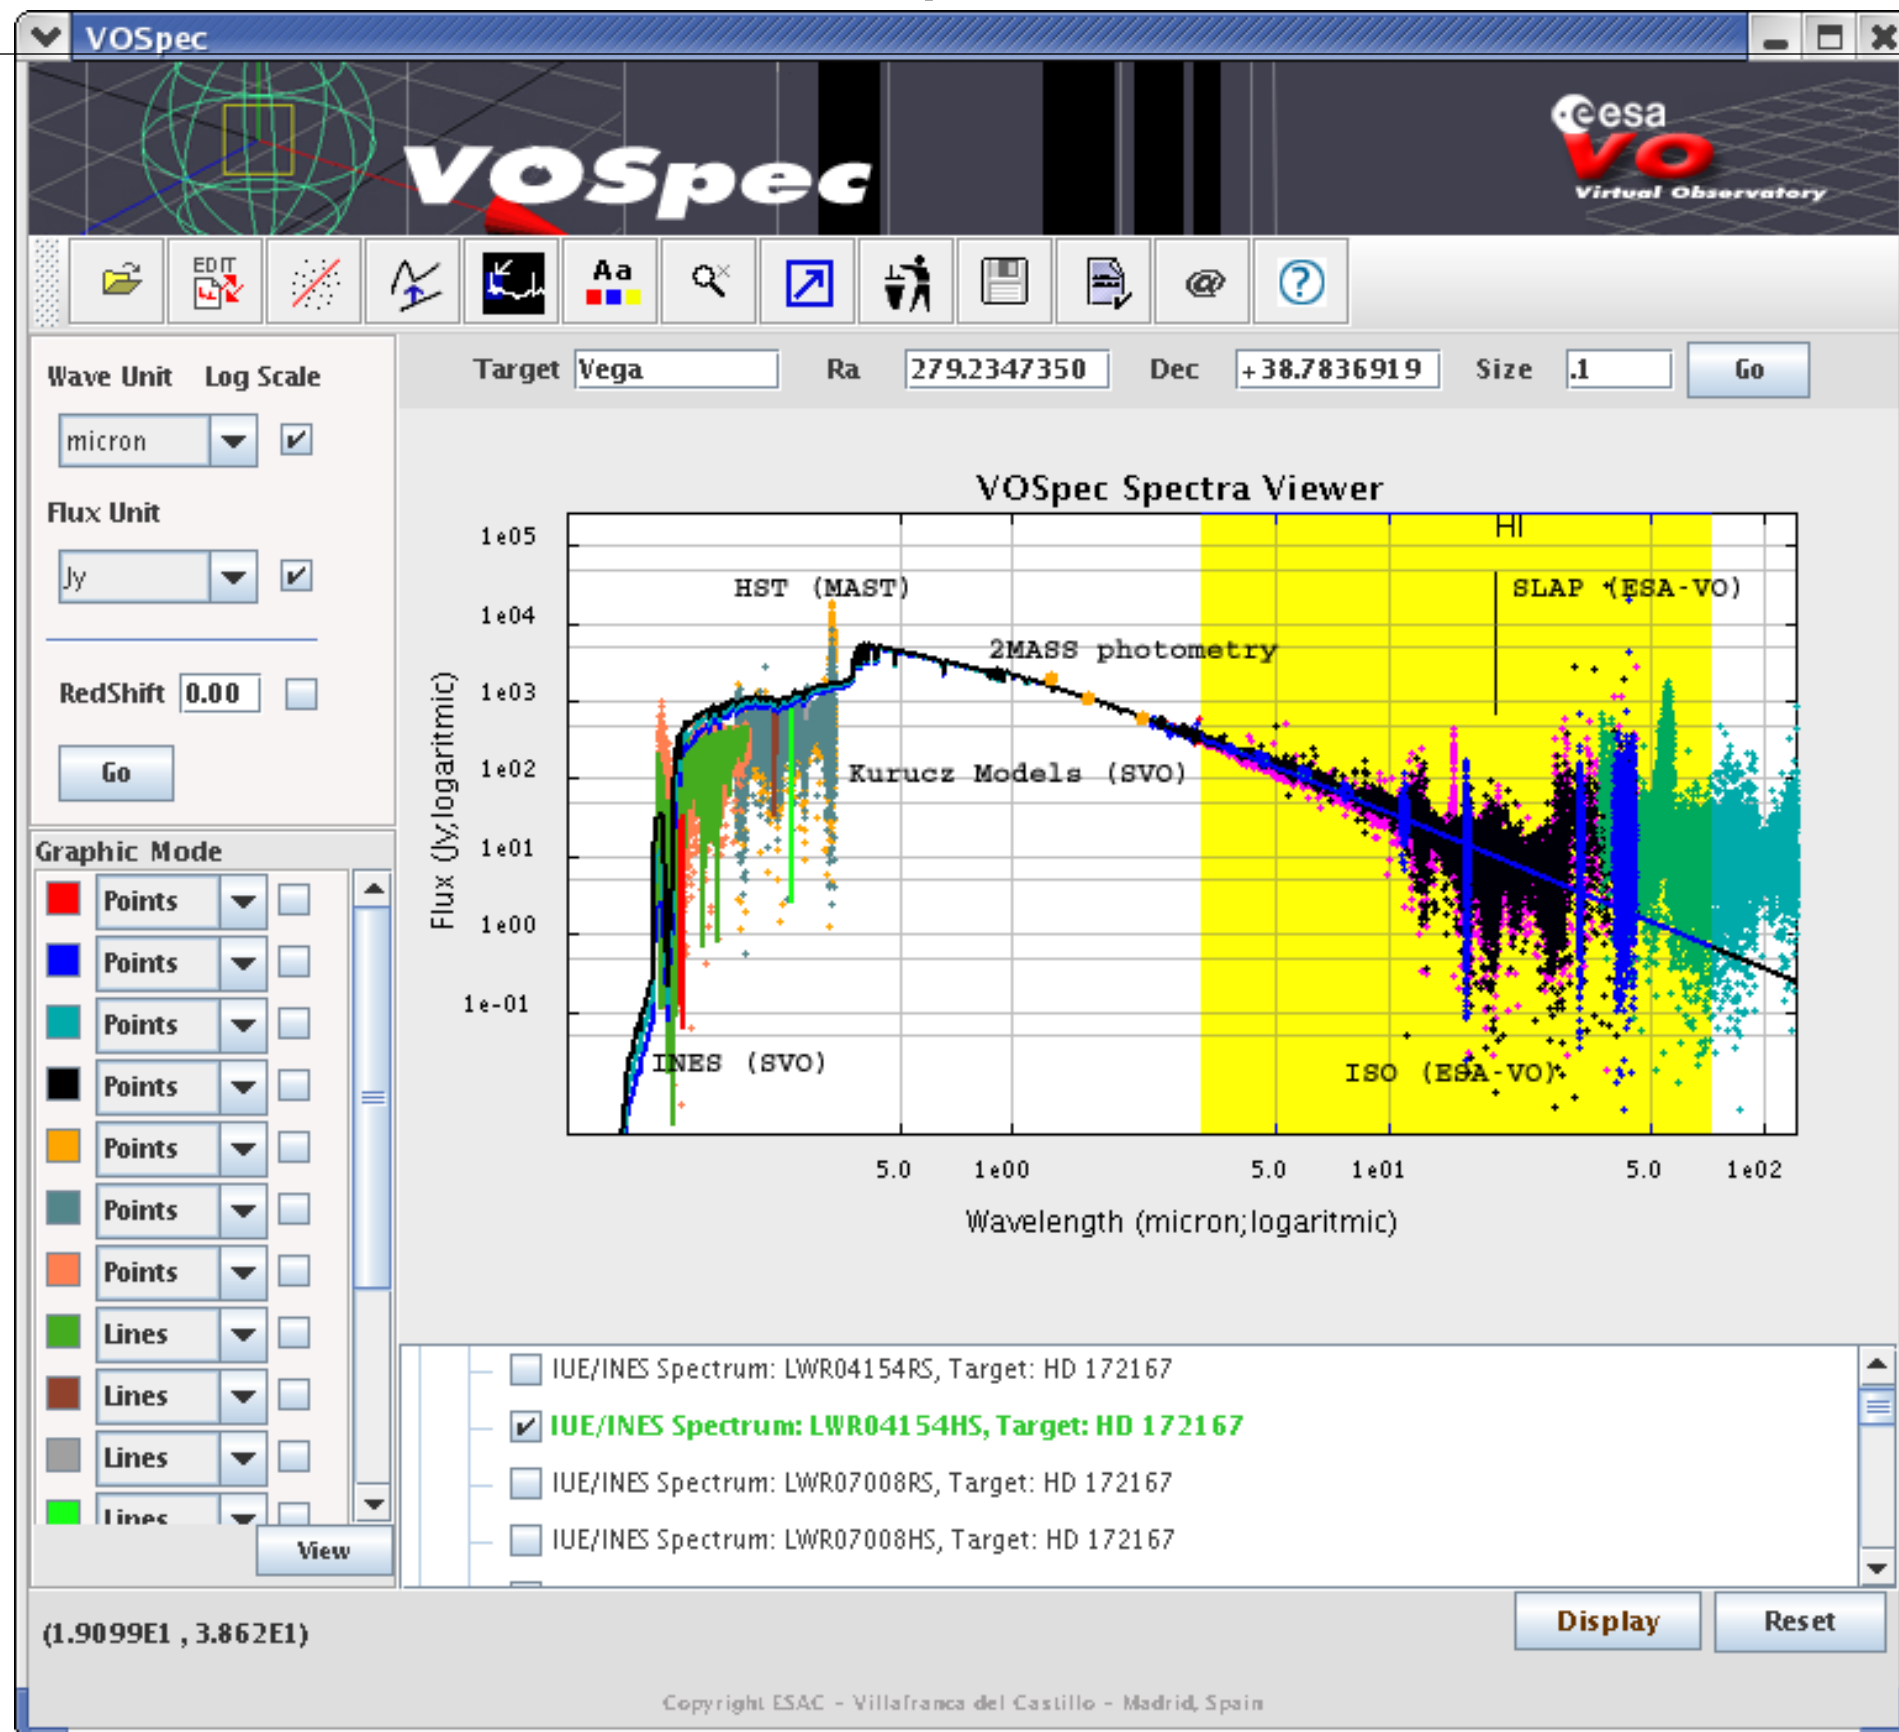 VOSpec
VOSpec
eesa
VO
Virtual Observatory
EDIT
Aa
@
?
Wave Unit Log Scale
micron
Flux Unit
Jy
RedShift 0.00
Go
Target Vega Ra 279.2347350 Dec +38.7836919 Size .1 Go
VOSpec Spectra Viewer
HI
1e05
HST (MAST)
SLAP (ESA-VO)
1e04
2MASS photometry
1e03
1e02
Kurucz Models (SVO)
1e01
1e00
1e-01
INES (SVO)
ISO (ESA-VO)
Flux (Jy,logaritmic)
5.0 1e00 5.0 1e01 5.0 1e02
Wavelength (micron;logaritmic)
Graphic Mode
Points
Points
Points
Points
Points
Points
Points
Lines
Lines
Lines
Lines
View
IUE/INES Spectrum: LWR04154RS, Target: HD 172167
IUE/INES Spectrum: LWR04154HS, Target: HD 172167
IUE/INES Spectrum: LWR07008RS, Target: HD 172167
IUE/INES Spectrum: LWR07008HS, Target: HD 172167
(1.9099E1 , 3.862E1)
Display Reset
Copyright ESAC - Villafranca del Castillo - Madrid, Spain